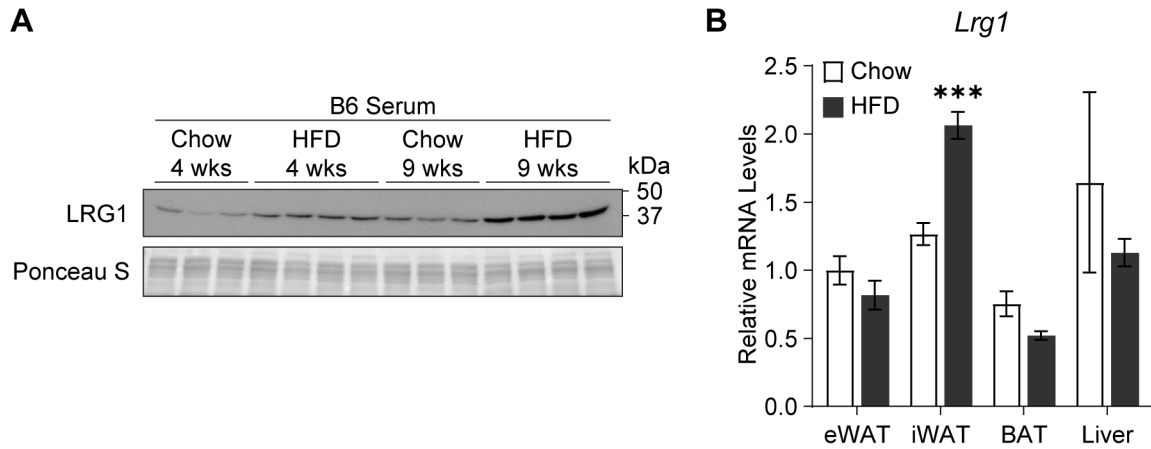 A
B6 Serum
Chow HFD Chow HFD
4 wks 4 wks 9 wks 9 wks kDa
50
LRG1 37
Ponceau S
B
Lrg1
Chow
HFD
***
Relative mRNA Levels
2.5
2.0
1.5
1.0
0.5
0.0
eWAT iWAT BAT Liver